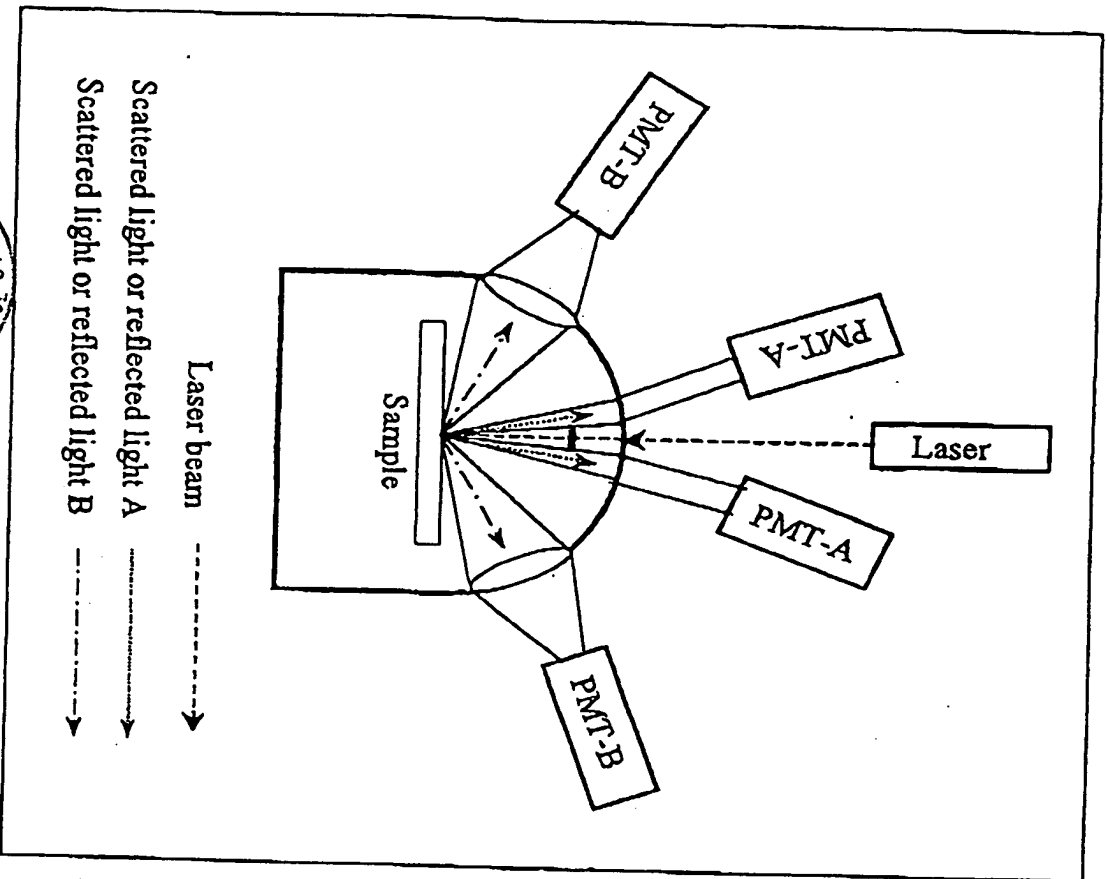 PMT-B
PMT-A
Laser
PMT-A
PMT-B
Sample
Laser beam
Scattered light or reflected light A
Scattered light or reflected light B